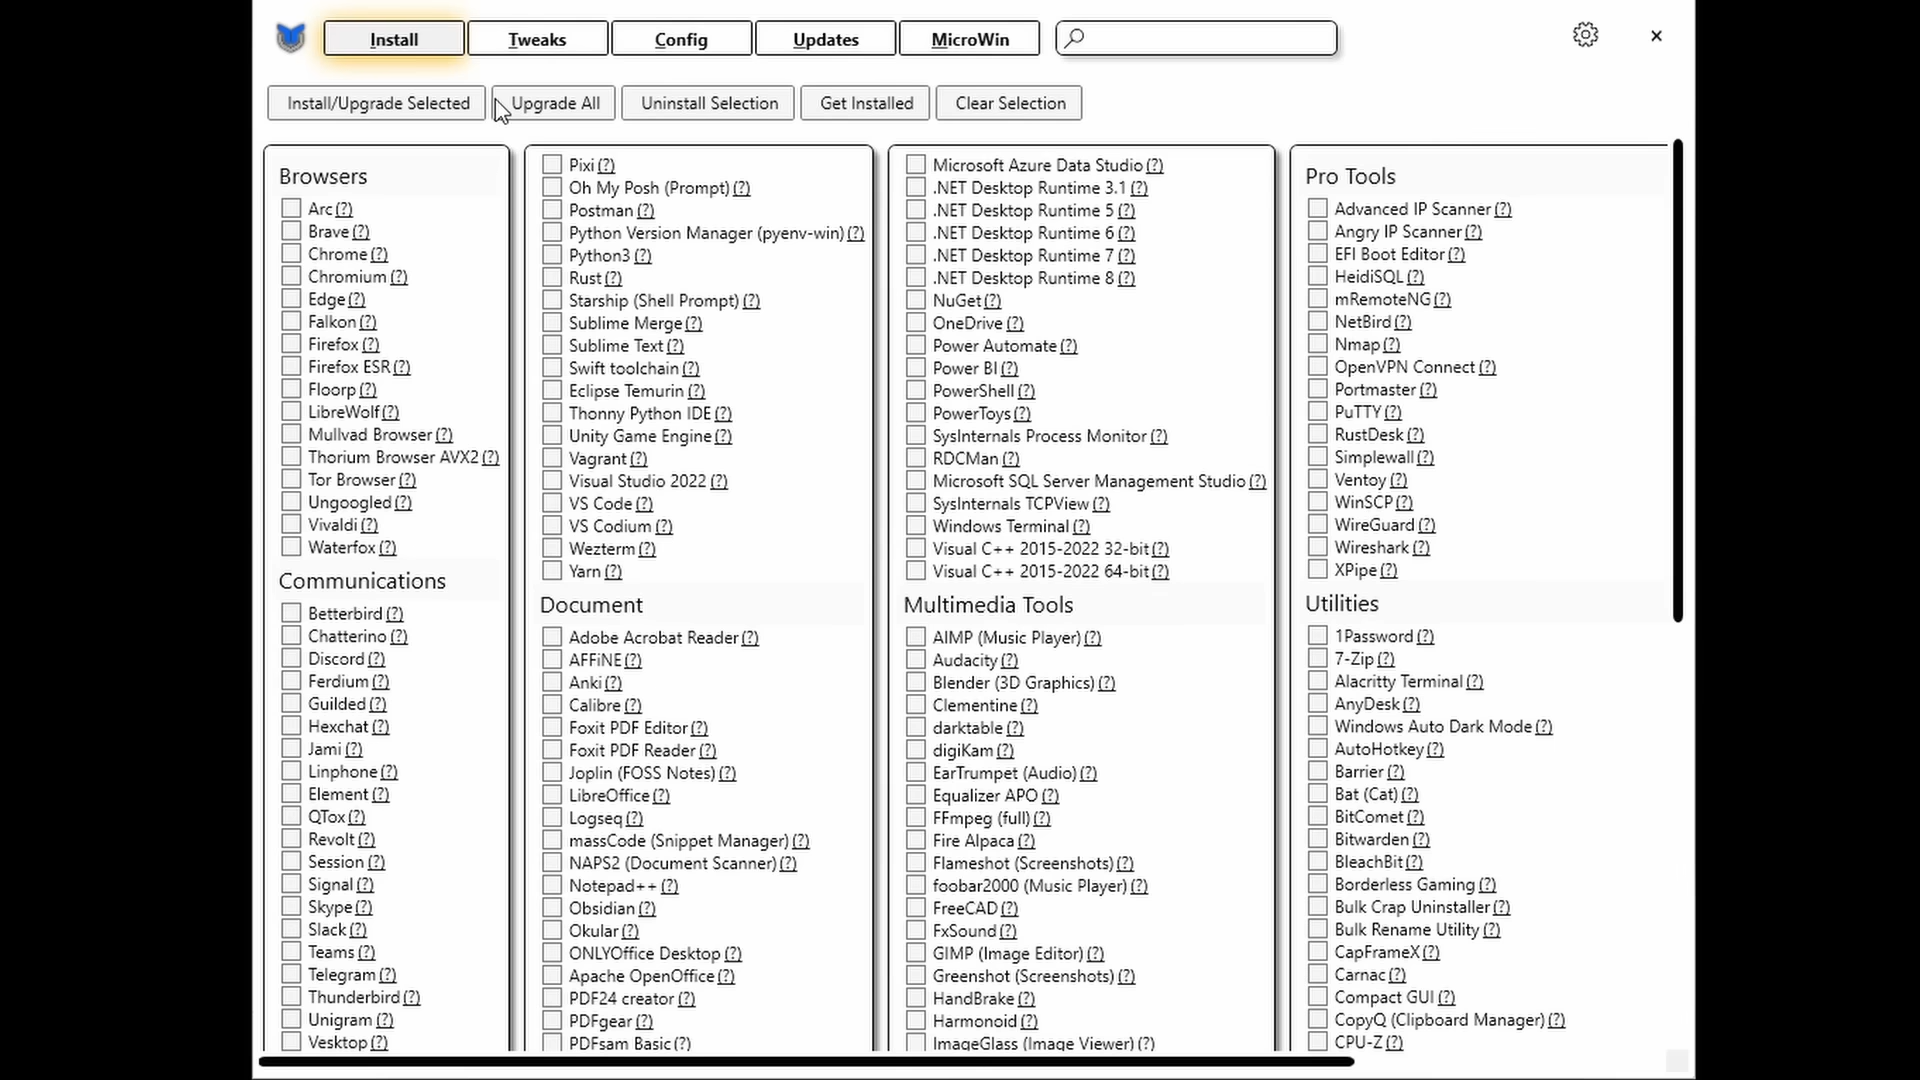 Install
Tweaks
Config
Updates
MicroWin
Install/Upgrade Selected
Upgrade All
Uninstall Selection
Get Installed
Clear Selection
Browsers
Arc (?)
Brave (?)
Chrome (?)
Chromium (?)
Edge (?)
Falkon (?)
Firefox (?)
Firefox ESR (?)
Floorp (?)
LibreWolf (?)
Mullvad Browser (?)
Thorium Browser AVX2 (?)
Tor Browser (?)
Ungoogled (?)
Vivaldi (?)
Waterfox (?)
Communications
Betterbird (?)
Chatterino (?)
Discord (?)
Ferdium (?)
Guilded (?)
Hexchat (?)
Jami (?)
Linphone (?)
Element (?)
QTox (?)
Revolt (?)
Session (?)
Signal (?)
Skype (?)
Slack (?)
Teams (?)
Telegram (?)
Thunderbird (?)
Unigram (?)
Vesktop (?)
Pixi (?)
Oh My Posh (Prompt) (?)
Postman (?)
Python Version Manager (pyenv-win) (?)
Python3 (?)
Rust (?)
Starship (Shell Prompt) (?)
Sublime Merge (?)
Sublime Text (?)
Swift toolchain (?)
Eclipse Temurin (?)
Thonny Python IDE (?)
Unity Game Engine (?)
Vagrant (?)
Visual Studio 2022 (?)
VS Code (?)
VS Codium (?)
Wezterm (?)
Yarn (?)
Document
Adobe Acrobat Reader (?)
AFFiNE (?)
Anki (?)
Calibre (?)
Foxit PDF Editor (?)
Foxit PDF Reader (?)
Joplin (FOSS Notes) (?)
LibreOffice (?)
Logseq (?)
massCode (Snippet Manager) (?)
NAPS2 (Document Scanner) (?)
Notepad++ (?)
Obsidian (?)
Okular (?)
ONLYOffice Desktop (?)
Apache OpenOffice (?)
PDF24 creator (?)
PDFgear (?)
PDFsam Basic (?)
Microsoft Azure Data Studio (?)
.NET Desktop Runtime 3.1 (?)
.NET Desktop Runtime 5 (?)
.NET Desktop Runtime 6 (?)
.NET Desktop Runtime 7 (?)
.NET Desktop Runtime 8 (?)
NuGet (?)
OneDrive (?)
Power Automate (?)
Power BI (?)
PowerShell (?)
PowerToys (?)
SysInternals Process Monitor (?)
RDCMan (?)
Microsoft SQL Server Management Studio (?)
SysInternals TCPView (?)
Windows Terminal (?)
Visual C++ 2015-2022 32-bit (?)
Visual C++ 2015-2022 64-bit (?)
Multimedia Tools
AIMP (Music Player) (?)
Audacity (?)
Blender (3D Graphics) (?)
Clementine (?)
darktable (?)
digiKam (?)
EarTrumpet (Audio) (?)
Equalizer APO (?)
FFmpeg (full) (?)
Fire Alpaca (?)
Flameshot (Screenshots) (?)
foobar2000 (Music Player) (?)
FreeCAD (?)
FxSound (?)
GIMP (Image Editor) (?)
Greenshot (Screenshots) (?)
HandBrake (?)
Harmonoid (?)
ImageGlass (Image Viewer) (?)
Pro Tools
Advanced IP Scanner (?)
Angry IP Scanner (?)
EFI Boot Editor (?)
HeidiSQL (?)
mRemoteNG (?)
NetBird (?)
Nmap (?)
OpenVPN Connect (?)
Portmaster (?)
PuTTY (?)
RustDesk (?)
Simplewall (?)
Ventoy (?)
WinSCP (?)
WireGuard (?)
Wireshark (?)
XPipe (?)
Utilities
1Password (?)
7-Zip (?)
Alacritty Terminal (?)
AnyDesk (?)
Windows Auto Dark Mode (?)
AutoHotkey (?)
Barrier (?)
Bat (Cat) (?)
BitComet (?)
Bitwarden (?)
BleachBit (?)
Borderless Gaming (?)
Bulk Crap Uninstaller (?)
Bulk Rename Utility (?)
CapFrameX (?)
Carnac (?)
Compact GUI (?)
CopyQ (Clipboard Manager) (?)
CPU-Z (?)